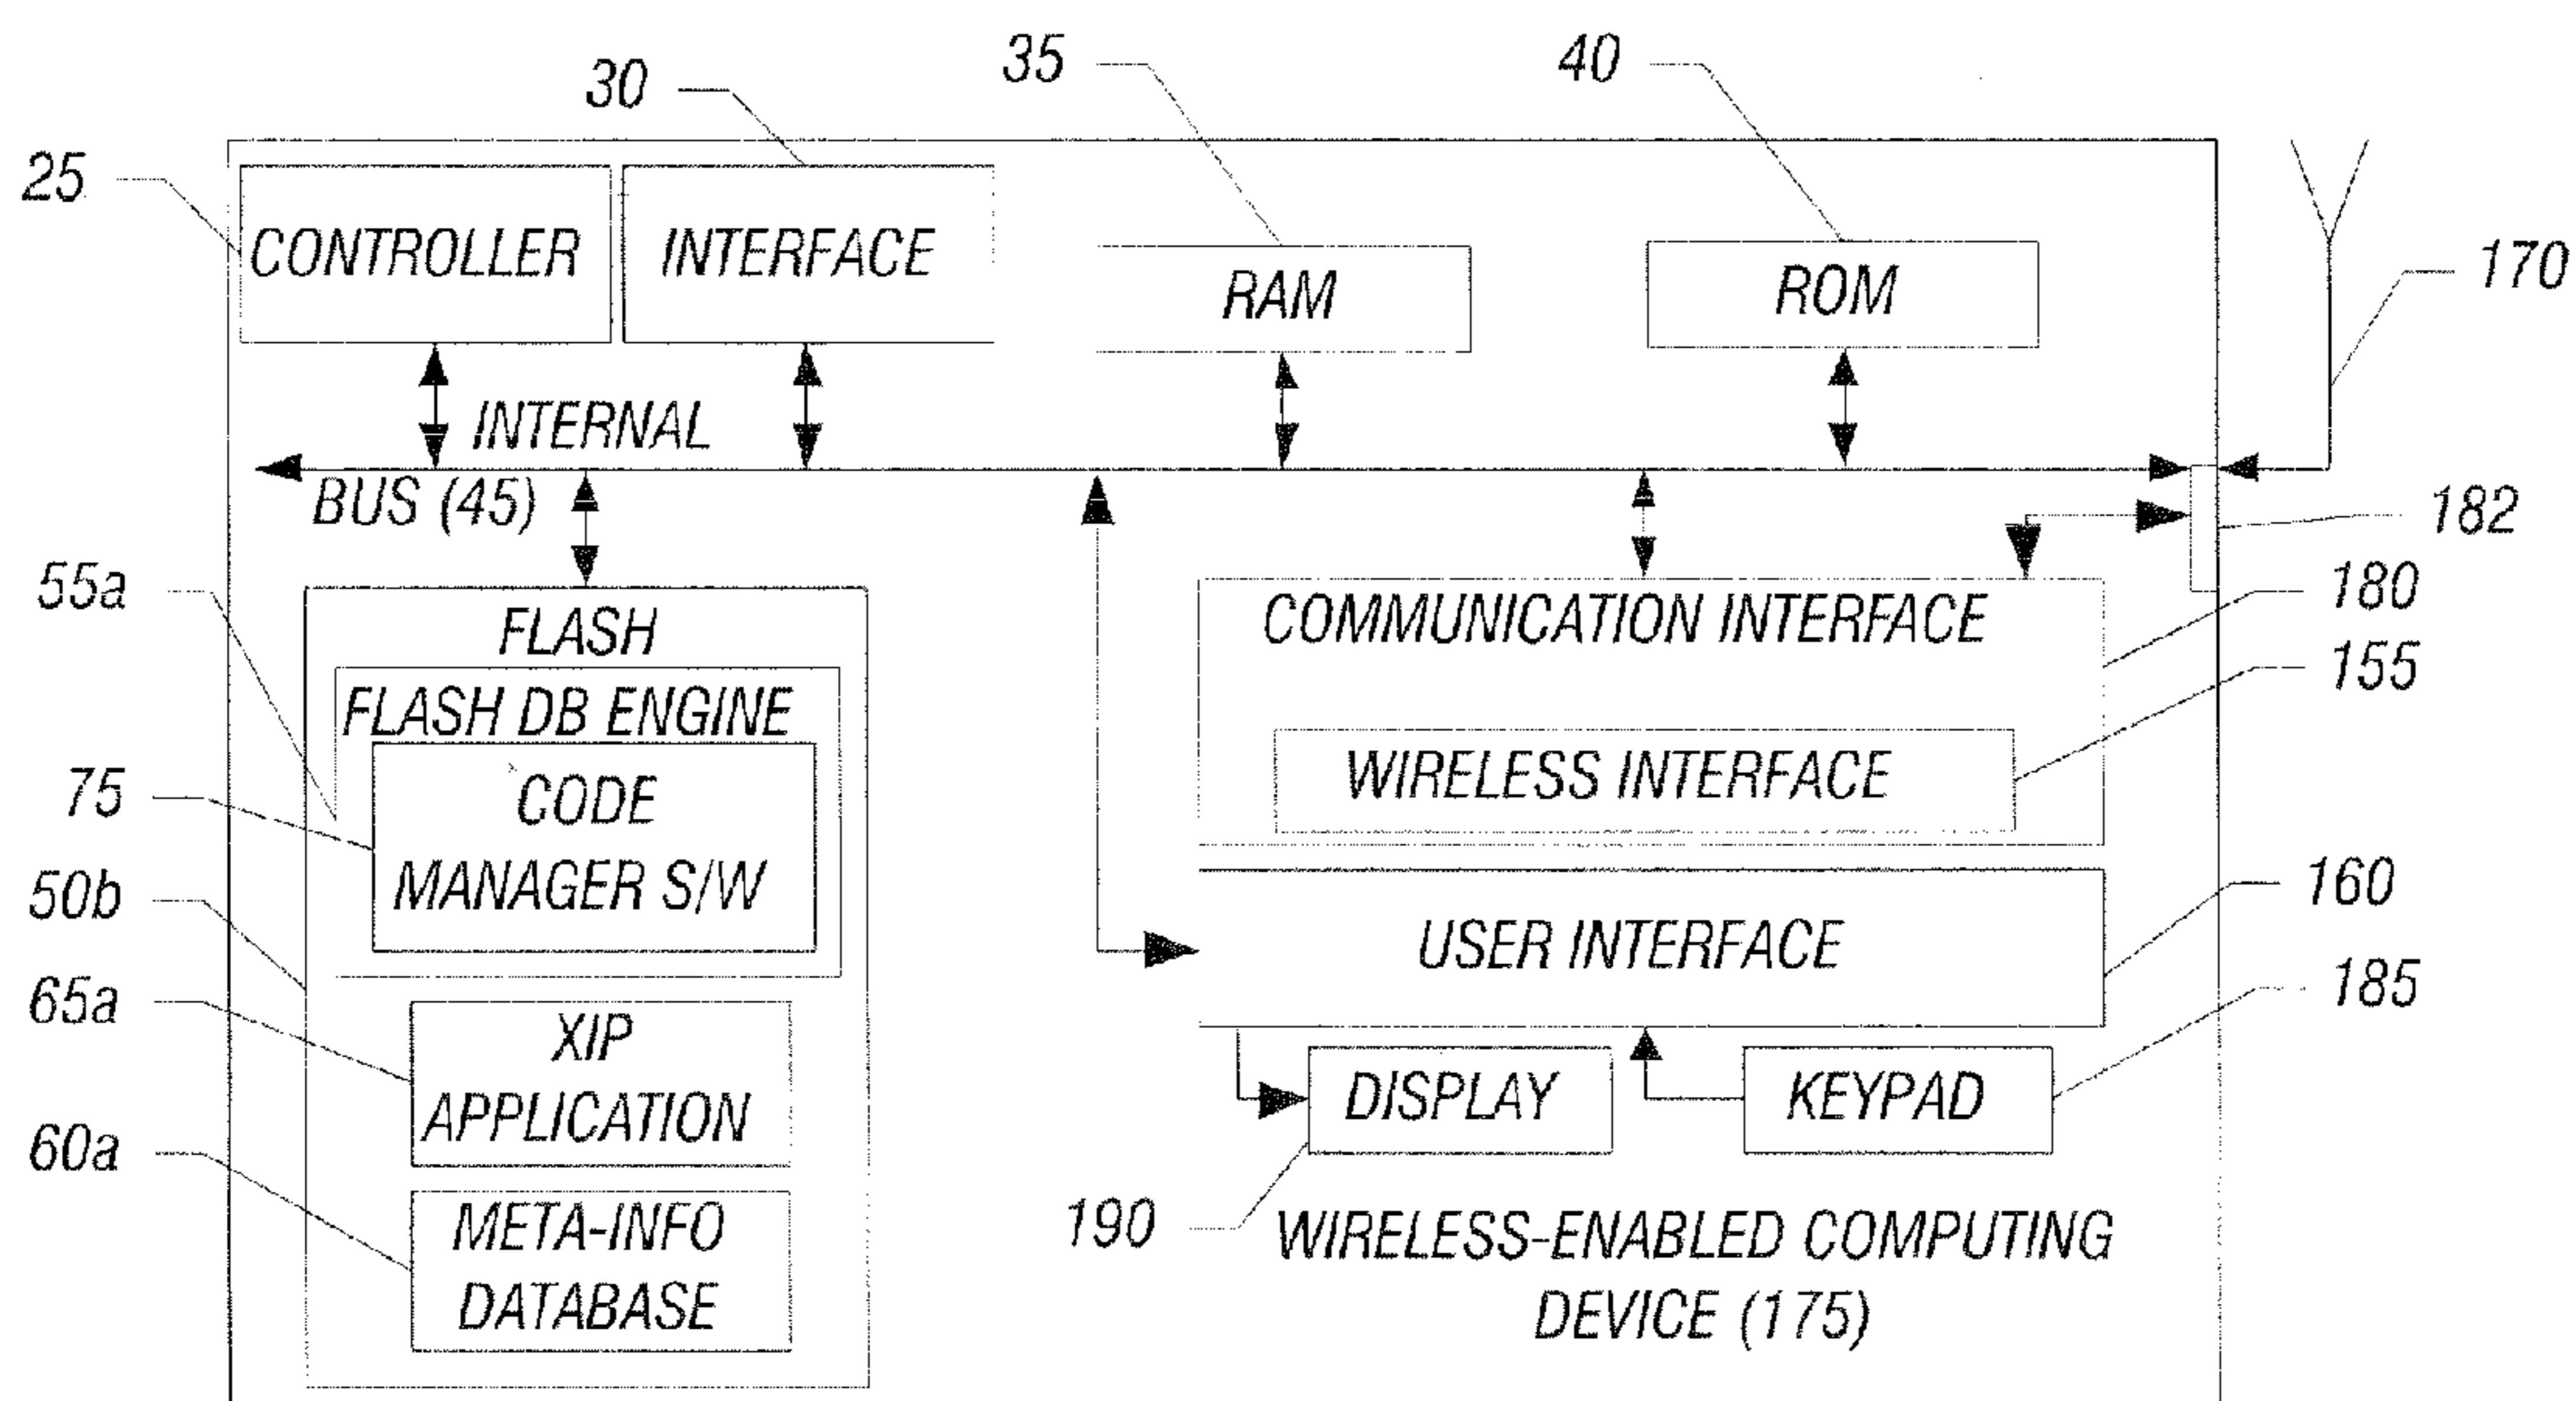 35
40
30
25
CONTROLLER
INTERFACE
RAM
ROM
170
INTERNAL
BUS (45)
182
55a
FLASH
COMMUNICATION INTERFACE
180
FLASH DB ENGINE
155
75
CODE
MANAGER S/W
WIRELESS INTERFACE
50b
160
USER INTERFACE
65a
XIP
APPLICATION
185
DISPLAY
KEYPAD
60a
META-INFO
DATABASE
190
WIRELESS-ENABLED COMPUTING
DEVICE (175)